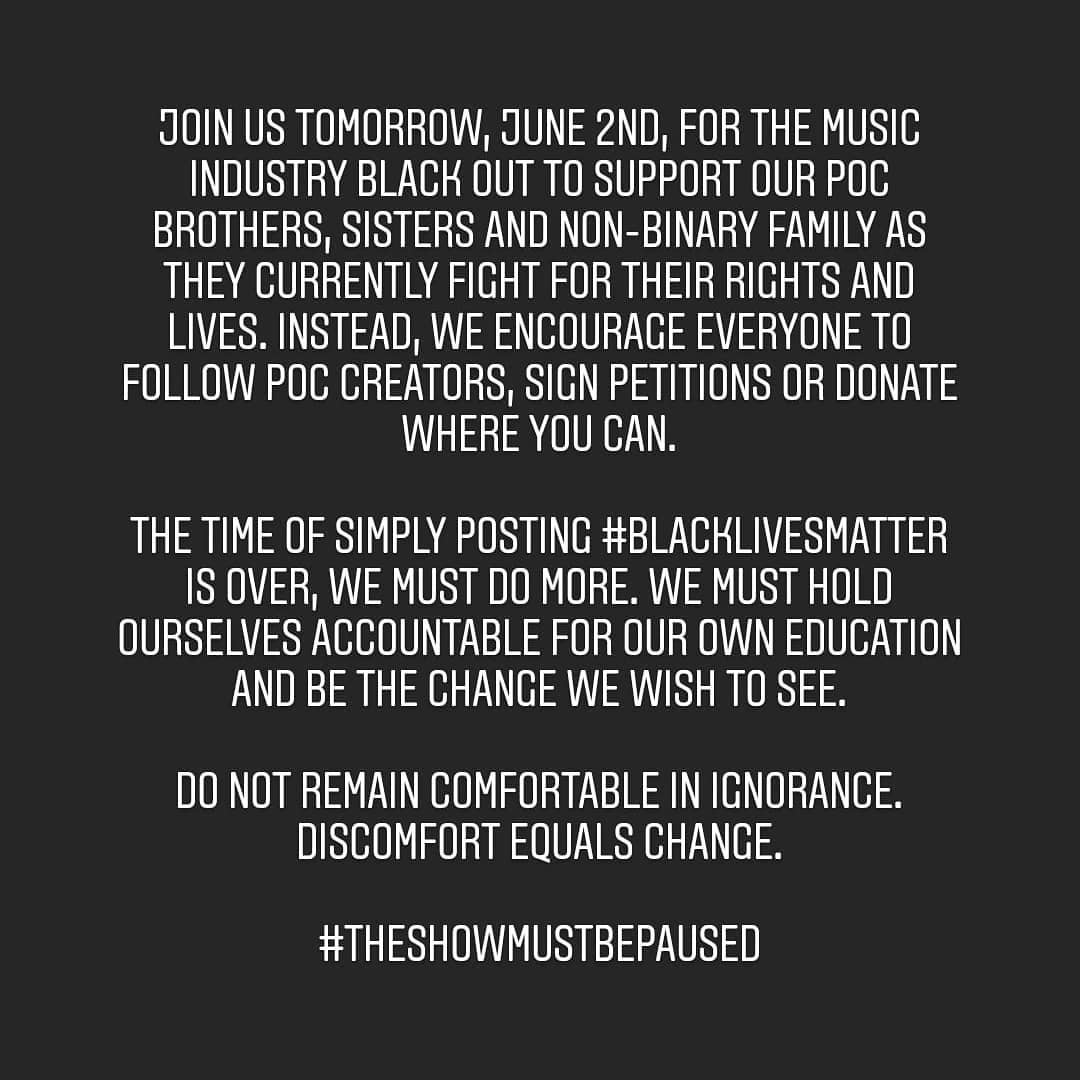 JOIN US TOMORROW, JUNE 2ND, FOR THE MUSIC
INDUSTRY BLACK OUT TO SUPPORT OUR POC
BROTHERS, SISTERS AND NON-BINARY FAMILY AS
THEY CURRENTLY FIGHT FOR THEIR RIGHTS AND
LIVES. INSTEAD, WE ENCOURAGE EVERYONE TO
FOLLOW POC CREATORS, SIGN PETITIONS OR DONATE
WHERE YOU CAN.
THE TIME OF SIMPLY POSTING #BLACKLIVESMATTER
IS OVER, WE MUST DO MORE. WE MUST HOLD
OURSELVES ACCOUNTABLE FOR OUR OWN EDUCATION
AND BE THE CHANGE WE WISH TO SEE.
DO NOT REMAIN COMFORTABLE IN IGNORANCE.
DISCOMFORT EQUALS CHANGE.
#THESHOWMUSTBEPAUSED